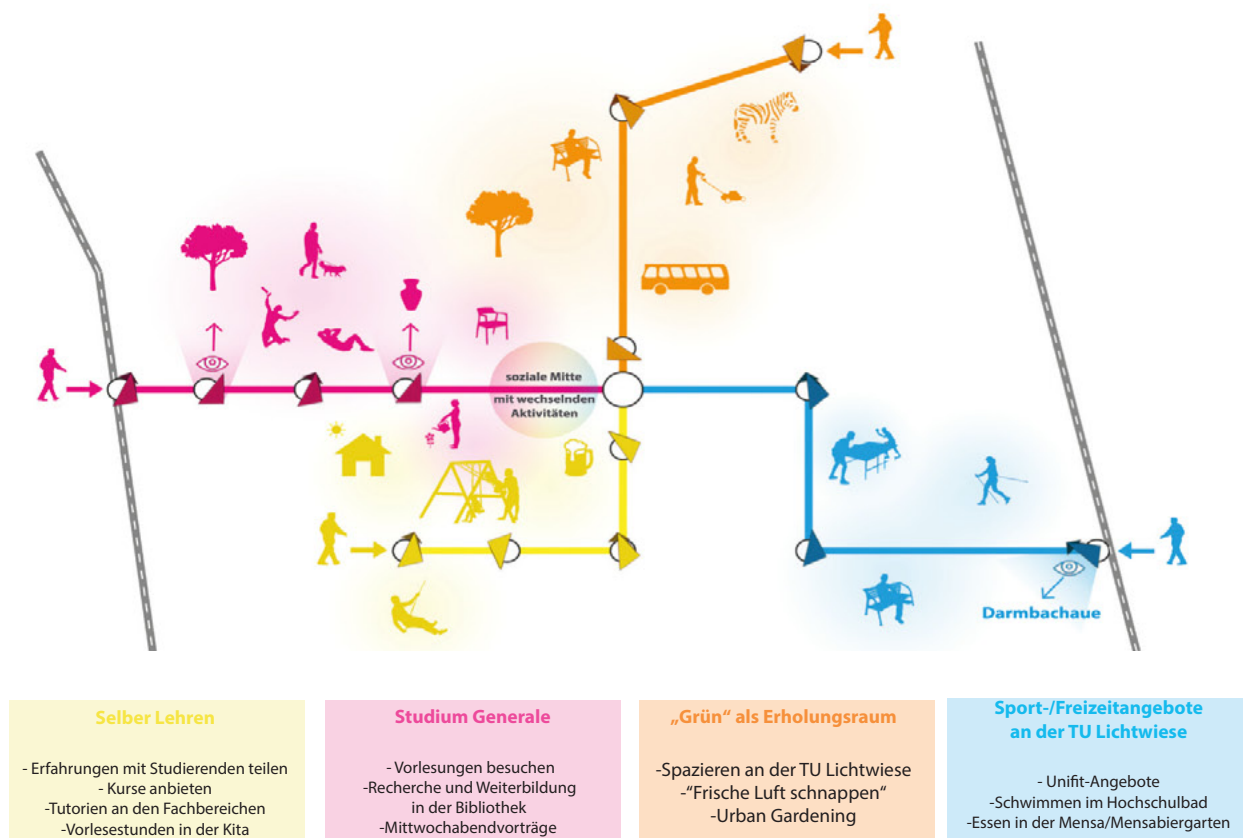 soziale Mitte
mit wechselnden
Aktivitäten
Darmbachaue
Selber Lehren
- Erfahrungen mit Studierenden teilen
- Kurse anbieten
-Tutorien an den Fachbereichen
-Vorlesestunden in der Kita
Studium Generale
- Vorlesungen besuchen
-Recherche und Weiterbildung
in der Bibliothek
-Mittwochabendvorträge
„Grün“ als Erholungsraum
-Spazieren an der TU Lichtwiese
-“Frische Luft schnappen“
-Urban Gardening
Sport-/Freizeitangebote
an der TU Lichtwiese
- Unifit-Angebote
-Schwimmen im Hochschulbad
-Essen in der Mensa/Mensabiergarten